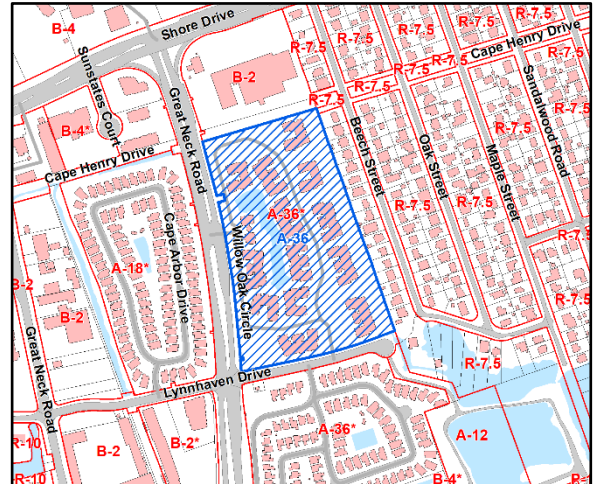 B-4
Shore Drive
R-7.5
R-7.5
R-7.5
Sunstates Court
Great Neck Road
B-2
R-7.5
Cape Henry Drive
R-7.5
R-7.5
B-4*
R-7.5
R-7.5
Sandalwood Road
Cape Henry Drive
Beech Street
Oak Street
Maple Street
R-7.5
R-7.5
R-7.5
A-36*
A-36
Willow Oak Circle
Cape Arbor Drive
A-18*
R-7.5
B-2
B-2
Great Neck Road
R-7.5
Lynnhaven Drive
R-7.5
R-10
B-2
B-2*
A-36*
A-12
R-10
B-4*